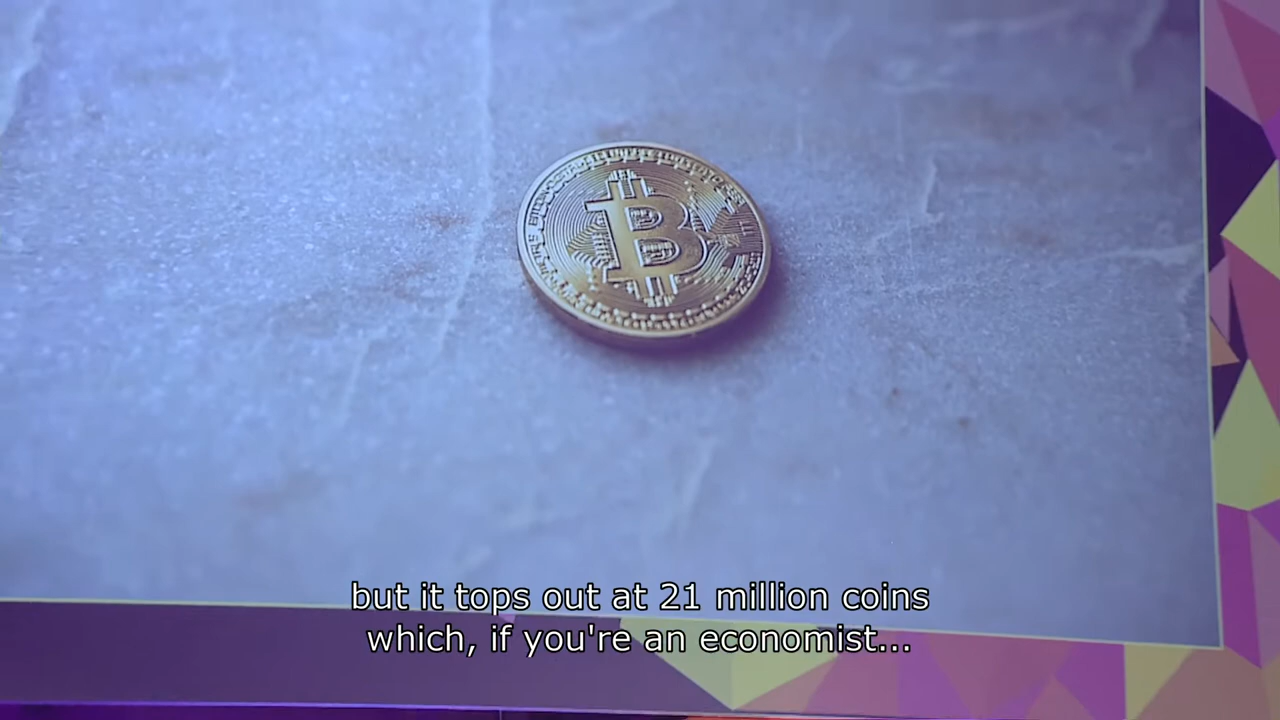 but it tops out at 21 million coins
which, if you're an economist...